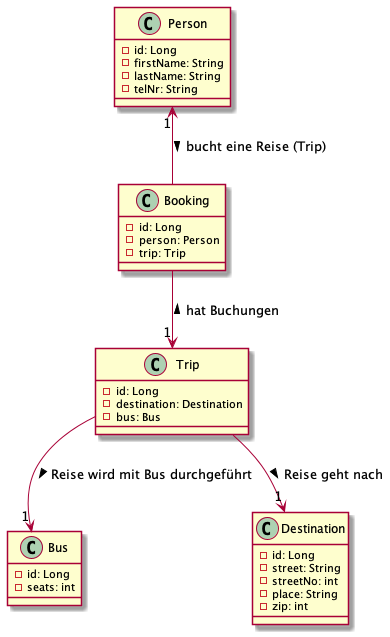 C Person
id: Long
firstName: String
lastName: String
telNr: String
1
bucht eine Reise (Trip)
C Booking
id: Long
person: Person
trip: Trip
hat Buchungen
1
C Trip
id: Long
destination: Destination
bus: Bus
Reise wird mit Bus durchgeführt
Reise geht nach
1
1
C Bus
id: Long
seats: int
C Destination
id: Long
street: String
streetNo: int
place: String
zip: int